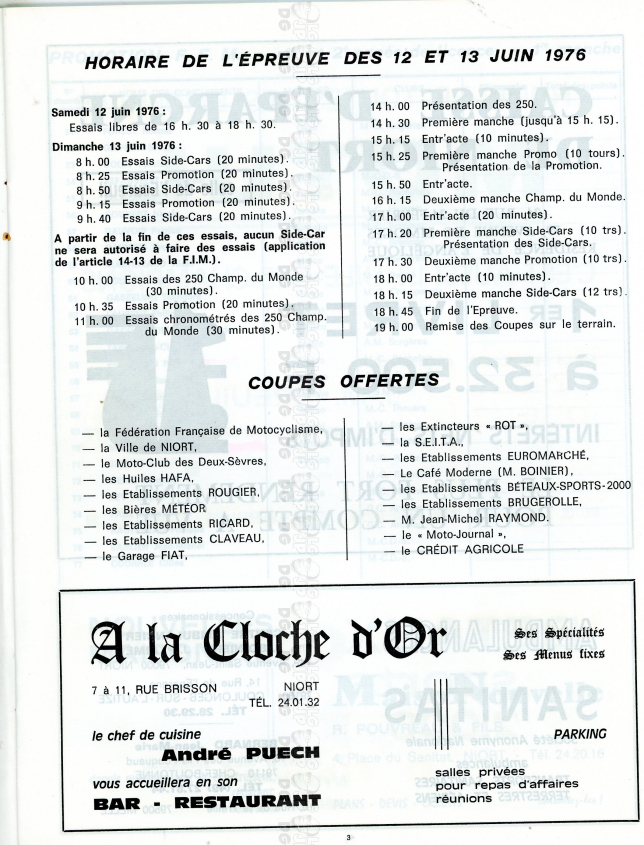 HORAIRE DE L'ÉPREUVE DES 12 ET 13 JUIN 1976
Samedi 12 juin 1976 :
Essais libres de 16 h. 30 à 18 h. 30.
Dimanche 13 juin 1976 :
8 h. 00 Essais Side-Cars (20 minutes).
8 h. 25 Essais Promotion (20 minutes).
8 h. 50 Essais Side-Cars (20 minutes).
9 h. 15 Essais Promotion (20 minutes).
9 h. 40 Essais Side-Cars (20 minutes).
A partir de la fin de ces essais, aucun Side-Car
ne sera autorisé à faire des essais (application
de l'article 14-13 de la F.I.M.).
10 h. 00 Essais des 250 Champ. du Monde
(30 minutes).
10 h. 35 Essais Promotion (20 minutes).
11 h. 00 Essais chronométrés des 250 Champ.
du Monde (30 minutes).
14 h. 00 Présentation des 250.
14 h. 30 Première manche (jusqu'à 15 h. 15).
15 h. 15 Entr'acte (10 minutes).
15 h. 25 Première manche Promo (10 tours).
Présentation de la Promotion.
15 h. 50 Entr'acte.
16 h. 15 Deuxième manche Champ. du Monde.
17 h. 00 Entr'acte (20 minutes).
17 h. 20 Première manche Side-Cars (10 trs).
Présentation des Side-Cars.
17 h. 30 Deuxième manche Promotion (10 trs).
18 h. 00 Entr'acte (10 minutes).
18 h. 15 Deuxième manche Side-Cars (12 trs).
18 h. 45 Fin de l'Epreuve.
19 h. 00 Remise des Coupes sur le terrain.
COUPES OFFERTES
— la Fédération Française de Motocyclisme,
— la Ville de NIORT,
— le Moto-Club des Deux-Sèvres,
— les Huiles HAFA,
— les Etablissements ROUGIER,
— les Bières MÉTÉOR
— les Etablissements RICARD,
— les Etablissements CLAVEAU,
— le Garage FIAT,
— les Extincteurs « ROT »,
— la S.E.I.T.A.,
— les Etablissements EUROMARCHÉ,
— Le Café Moderne (M. BOINIER),
— les Etablissements BÉTEAUX-SPORTS-2000
— les Etablissements BRUGEROLLE,
— M. Jean-Michel RAYMOND.
— le « Moto-Journal »,
— le CRÉDIT AGRICOLE
A la Cloche d'Or
Ses Spécialités
Ses Menus fixes
7 à 11, RUE BRISSON NIORT
TÉL. 24.01.32
le chef de cuisine
André PUECH
vous accueillera en son
BAR - RESTAURANT
PARKING
salles privées
pour repas d'affaires
réunions
3